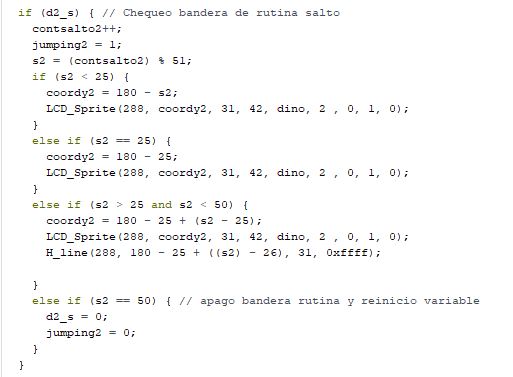 if (d2_s) { // Chequeo bandera de rutina salto
contsalto2++;
jumping2 = 1;
s2 = (contsalto2) % 51;
if (s2 < 25) {
coordy2 = 180 - s2;
LCD_Sprite(288, coordy2, 31, 42, dino, 2 , 0, 1, 0);
}
else if (s2 == 25) {
coordy2 = 180 - 25;
LCD_Sprite(288, coordy2, 31, 42, dino, 2 , 0, 1, 0);
}
else if (s2 > 25 and s2 < 50) {
coordy2 = 180 - 25 + (s2 - 25);
LCD_Sprite(288, coordy2, 31, 42, dino, 2 , 0, 1, 0);
H_line(288, 180 - 25 + ((s2) - 26), 31, 0xffff);
}
else if (s2 == 50) { // apago bandera rutina y reinicio variable
d2_s = 0;
jumping2 = 0;
}
}